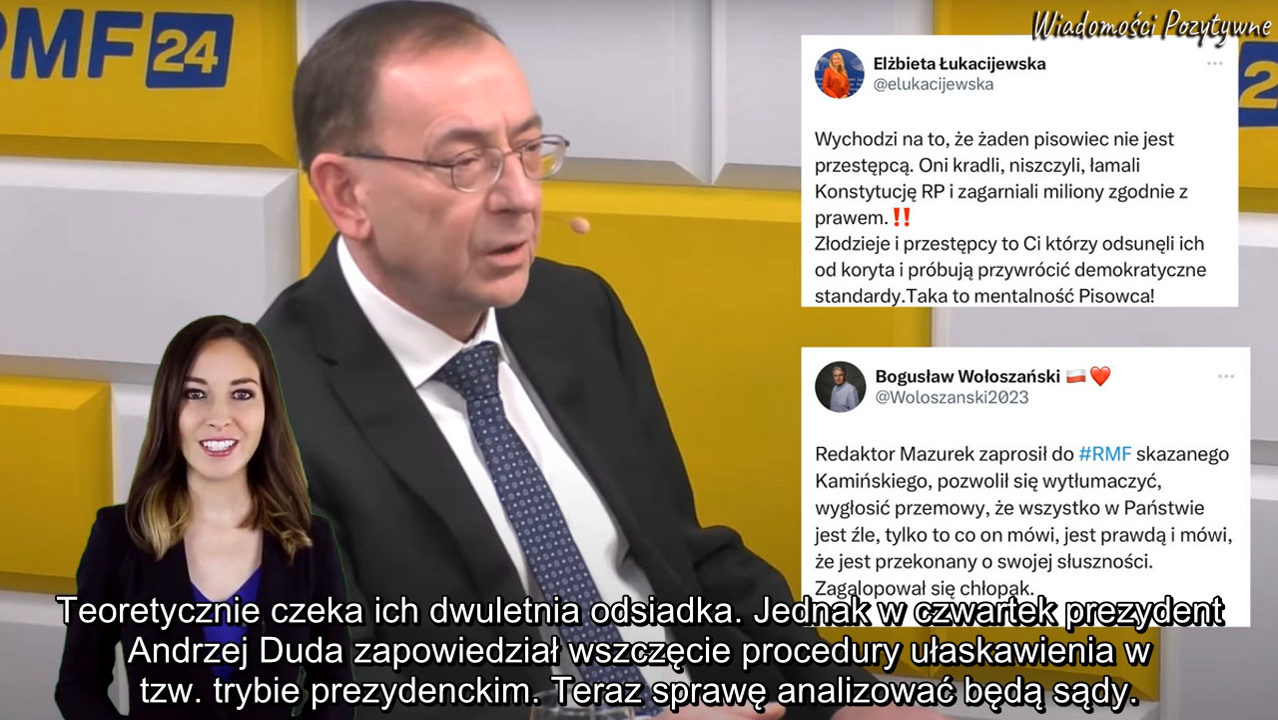 RMF 24
Wiadomości Pozytywne
2
Elżbieta Łukacijewska
@elukacijewska
Wychodzi na to, że żaden pisowiec nie jest
przestępcą. Oni kradli, niszczyli, łamali
Konstytucję RP i zagarniali miliony zgodnie z
prawem.‼️
Złodzieje i przestępcy to Ci którzy odsunęli ich
od koryta i próbują przywrócić demokratyczne
standardy.Taka to mentalność Pisowca!
Bogusław Wołoszański 🇵🇱❤️
@Woloszanski2023
Redaktor Mazurek zaprosił do #RMF skazanego
Kamińskiego, pozwolił się wytłumaczyć,
wygłosić przemowy, że wszystko w Państwie
jest źle, tylko to co on mówi, jest prawdą i mówi,
że jest przekonany o swojej słuszności.
Zagalopował się chłopak.
Teoretycznie czeka ich dwuletnia odsiadka. Jednak w czwartek prezydent
Andrzej Duda zapowiedział wszczęcie procedury ułaskawienia w
tzw. trybie prezydenckim. Teraz sprawę analizować będą sądy.